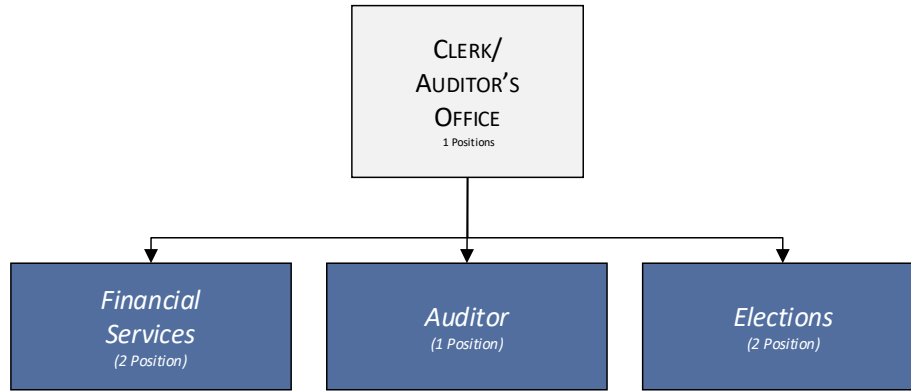 CLERK/
AUDITOR'S
OFFICE
1 Positions
Financial
Services
(2 Position)
Auditor
(1 Position)
Elections
(2 Position)